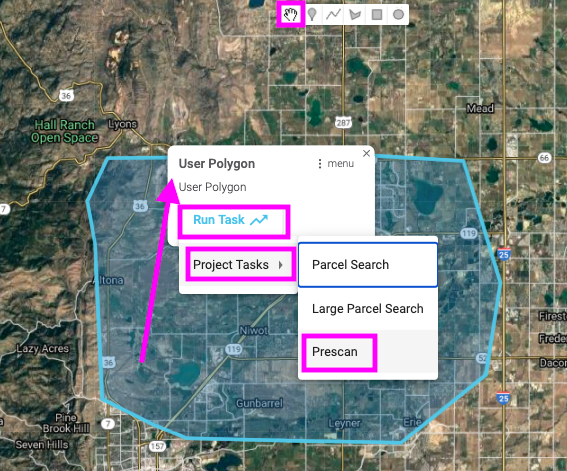 36
287
Mead
Lyons
Hall Ranch
Open Space
66
7
User Polygon
menu
User Polygon
36
119
Run Task
25
Project Tasks
Parcel Search
Altona
Large Parcel Search
Niwot
Firest
Freder
Lazy Acres
119
Prescan
52
Dacon
36
Gunbarrel
Pine
Brook Hill
7
Leyner
Erie
Seven Hills
157
25